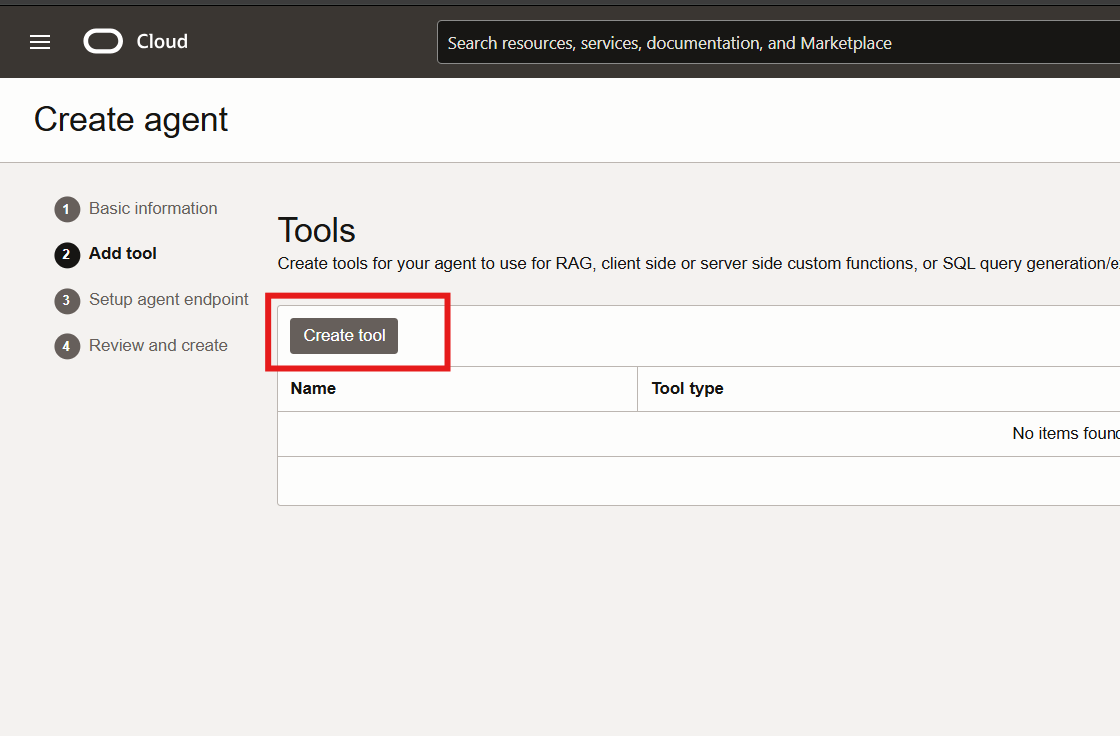 Cloud
Search resources, services, documentation, and Marketplace
Create agent
1 Basic information
2 Add tool
3 Setup agent endpoint
4 Review and create
Tools
Create tools for your agent to use for RAG, client side or server side custom functions, or SQL query generation/e
Create tool
Name Tool type
No items found